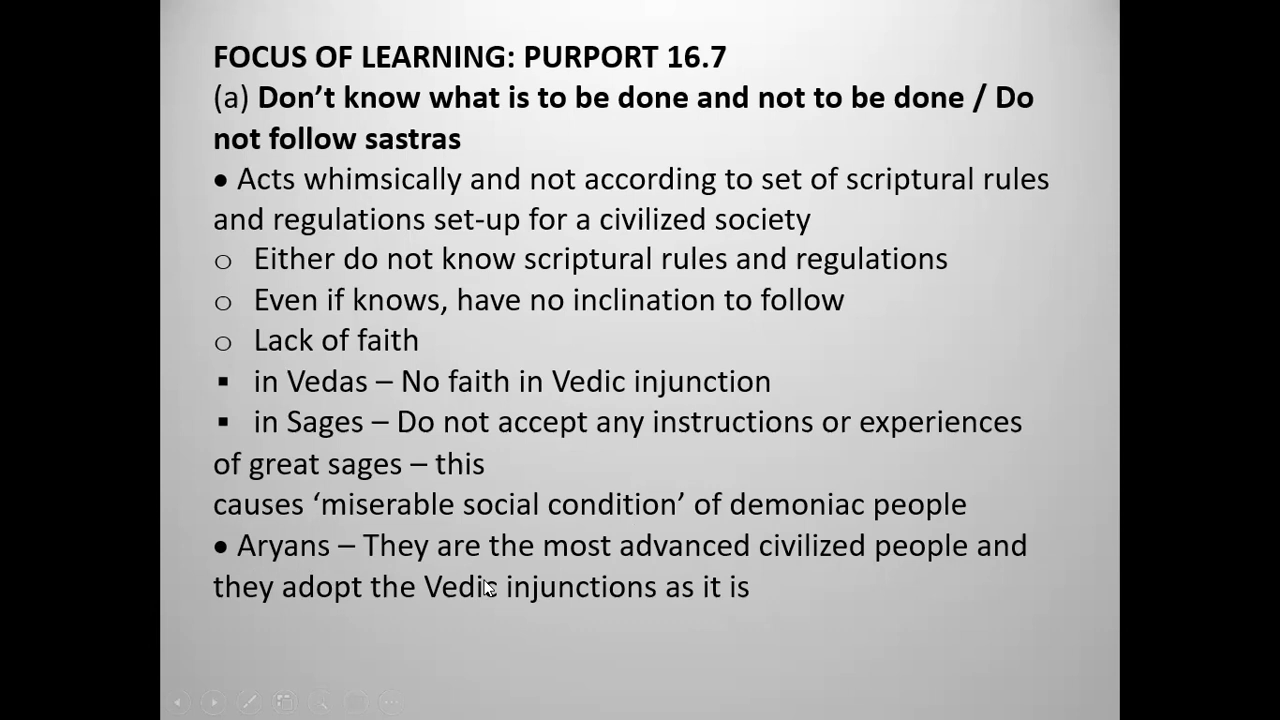 FOCUS OF LEARNING: PURPORT 16.7
(a) Don’t know what is to be done and not to be done / Do
not follow sastras
• Acts whimsically and not according to set of scriptural rules
and regulations set-up for a civilized society
o Either do not know scriptural rules and regulations
o Even if knows, have no inclination to follow
o Lack of faith
▪ in Vedas – No faith in Vedic injunction
▪ in Sages – Do not accept any instructions or experiences
of great sages – this
causes ‘miserable social condition’ of demoniac people
• Aryans – They are the most advanced civilized people and
they adopt the Vedic injunctions as it is